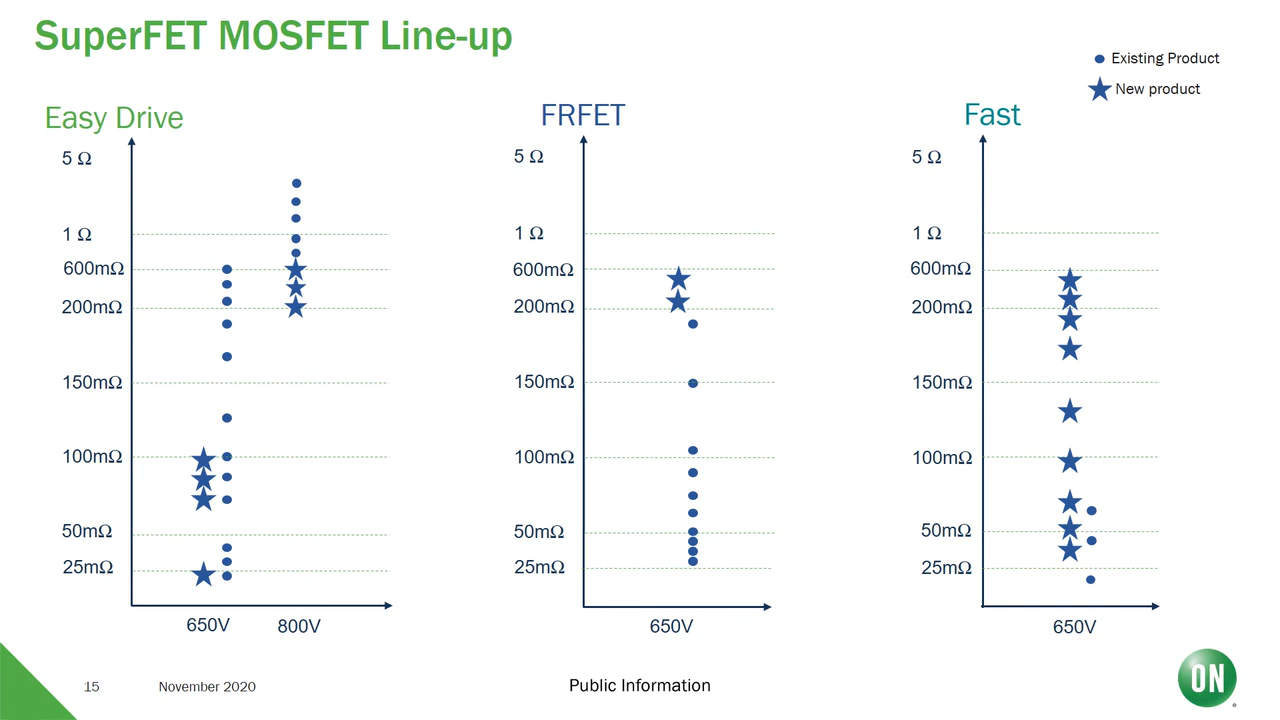 SuperFET MOSFET Line-up
Existing Product
New product
Easy Drive
5 Ω
1 Ω
600mΩ
200mΩ
150mΩ
100mΩ
50mΩ
25mΩ
650V 800V
FRFET
5 Ω
1 Ω
600mΩ
200mΩ
150mΩ
100mΩ
50mΩ
25mΩ
650V
Fast
5 Ω
1 Ω
600mΩ
200mΩ
150mΩ
100mΩ
50mΩ
25mΩ
650V
15 November 2020 Public Information
ON
®